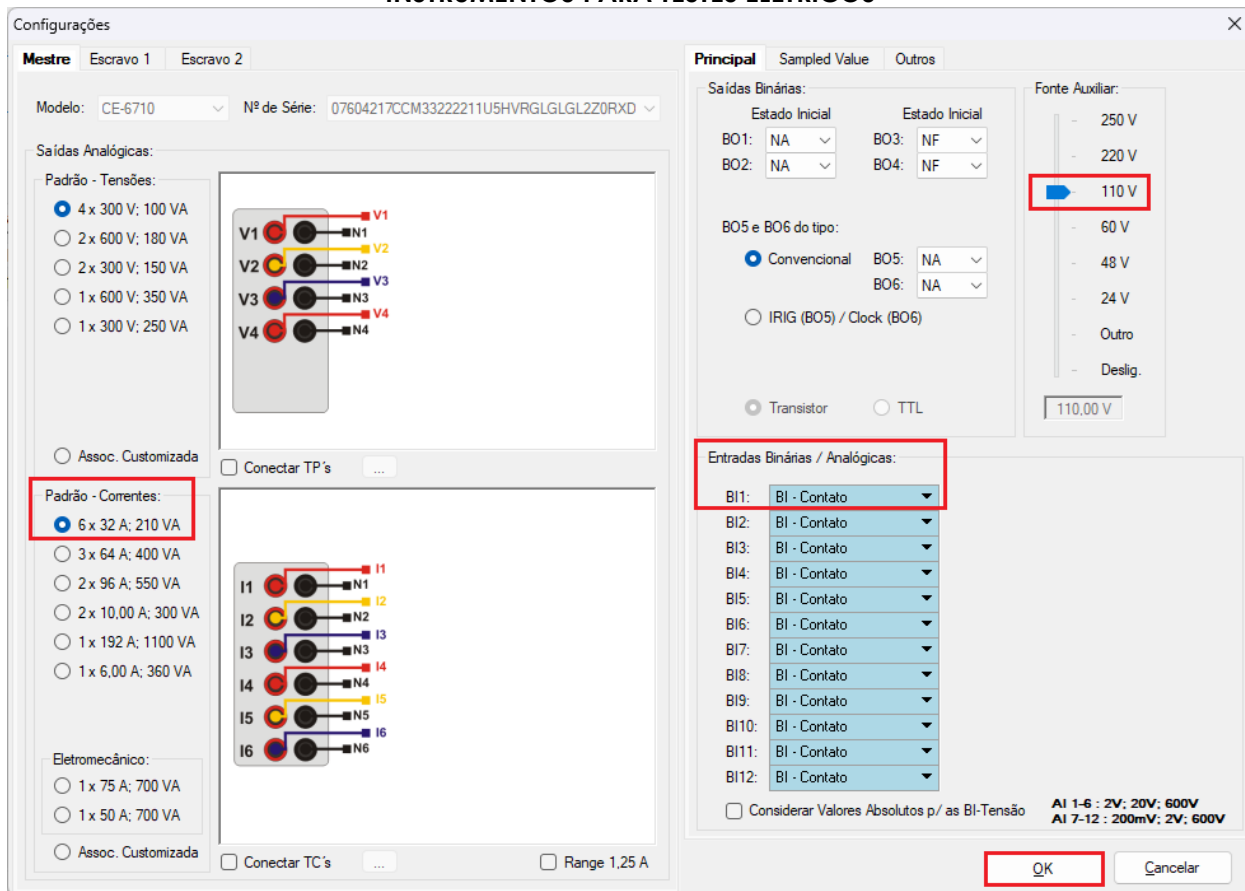 INSTRUMENTOS PARA TESTES ELÉTRICOS
Configurações
Mestre Escravo 1 Escravo 2
Modelo: CE-6710 Nº de Série: 07604217CCM33222211U5HVRGLGLGL2Z0RXD
Saídas Analógicas:
Padrão - Tensões:
4 x 300 V; 100 VA
2 x 600 V; 180 VA
2 x 300 V; 150 VA
1 x 600 V; 350 VA
1 x 300 V; 250 VA
Assoc. Customizada
V1 V1
N1
V2 V2
N2
V3 V3
N3
V4 V4
N4
Conectar TP´s ...
Padrão - Correntes:
6 x 32 A; 210 VA
3 x 64 A; 400 VA
2 x 96 A; 550 VA
2 x 10,00 A; 300 VA
1 x 192 A; 1100 VA
1 x 6,00 A; 360 VA
Eletromecânico:
1 x 75 A; 700 VA
1 x 50 A; 700 VA
Assoc. Customizada
I1 I1
N1
I2 I2
N2
I3 I3
N3
I4 I4
N4
I5 I5
N5
I6 I6
N6
Conectar TC´s ... Range 1,25 A
Principal Sampled Value Outros
Saídas Binárias:
Estado Inicial Estado Inicial
BO1: NA BO3: NF
BO2: NA BO4: NF
BO5 e BO6 do tipo:
Convencional BO5: NA
BO6: NA
IRIG (BO5) / Clock (BO6)
Transistor TTL
Fonte Auxiliar:
250 V
220 V
110 V
60 V
48 V
24 V
Outro
Deslig.
110,00 V
Entradas Binárias / Analógicas:
BI1: BI - Contato
BI2: BI - Contato
BI3: BI - Contato
BI4: BI - Contato
BI5: BI - Contato
BI6: BI - Contato
BI7: BI - Contato
BI8: BI - Contato
BI9: BI - Contato
BI10: BI - Contato
BI11: BI - Contato
BI12: BI - Contato
Considerar Valores Absolutos p/ as BI-Tensão
AI 1-6 : 2V; 20V; 600V
AI 7-12 : 200mV; 2V; 600V
OK Cancelar